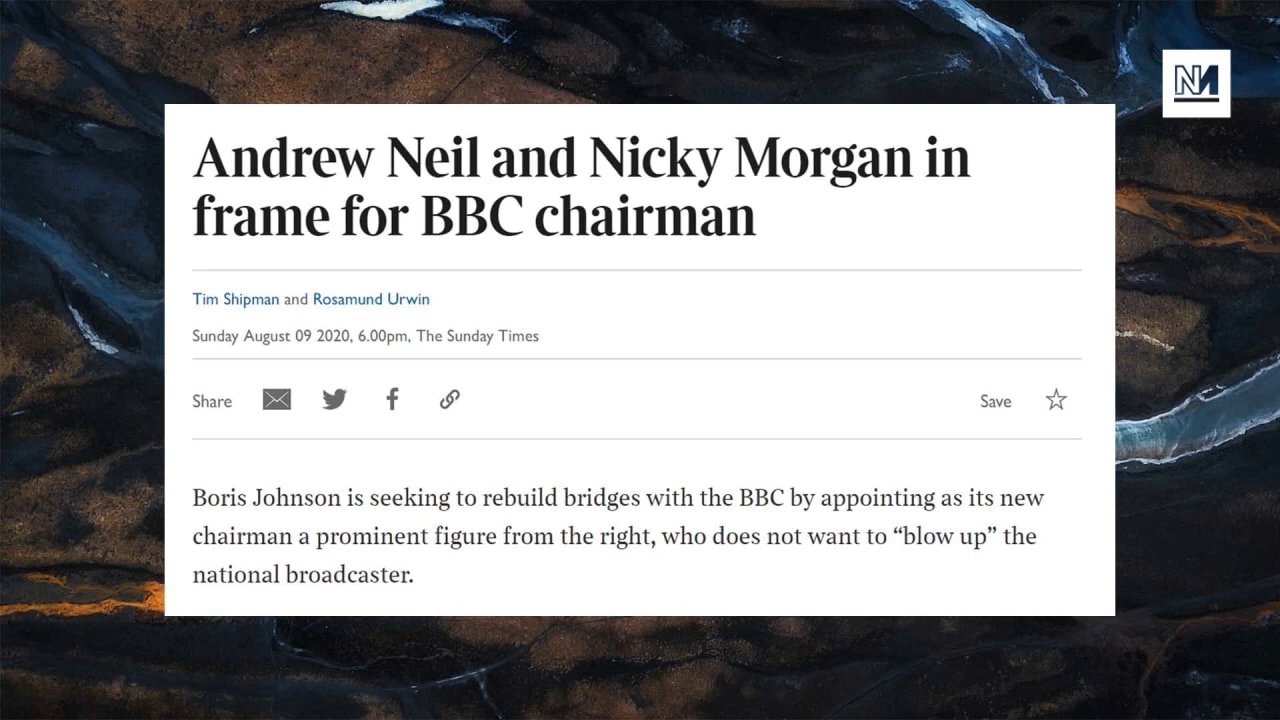 NM
Andrew Neil and Nicky Morgan in
frame for BBC chairman
Tim Shipman and Rosamund Urwin
Sunday August 09 2020, 6.00pm, The Sunday Times
Share
Save
Boris Johnson is seeking to rebuild bridges with the BBC by appointing as its new
chairman a prominent figure from the right, who does not want to “blow up” the
national broadcaster.